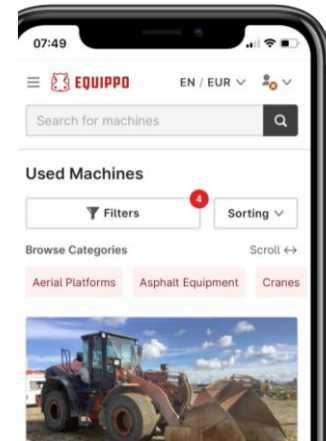 07:49
EQUIPPO EN / EUR
Search for machines
Used Machines
4
Filters Sorting
Browse Categories Scroll ↔
Aerial Platforms Asphalt Equipment Cranes